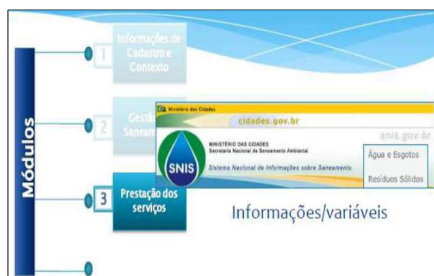 Módulos
1
Informações de
Cadastro e
Contexto
2
Gestão
Saneam
3
Prestação dos
serviços
Ministério das Cidades
cidades.gov.br
snis.gov.br
SNIS
MINISTÉRIO DAS CIDADES
Secretaria Nacional de Saneamento Ambiental
Sistema Nacional de Informações sobre Saneamento
Água e Esgotos
Resíduos Sólidos
Informações/variáveis